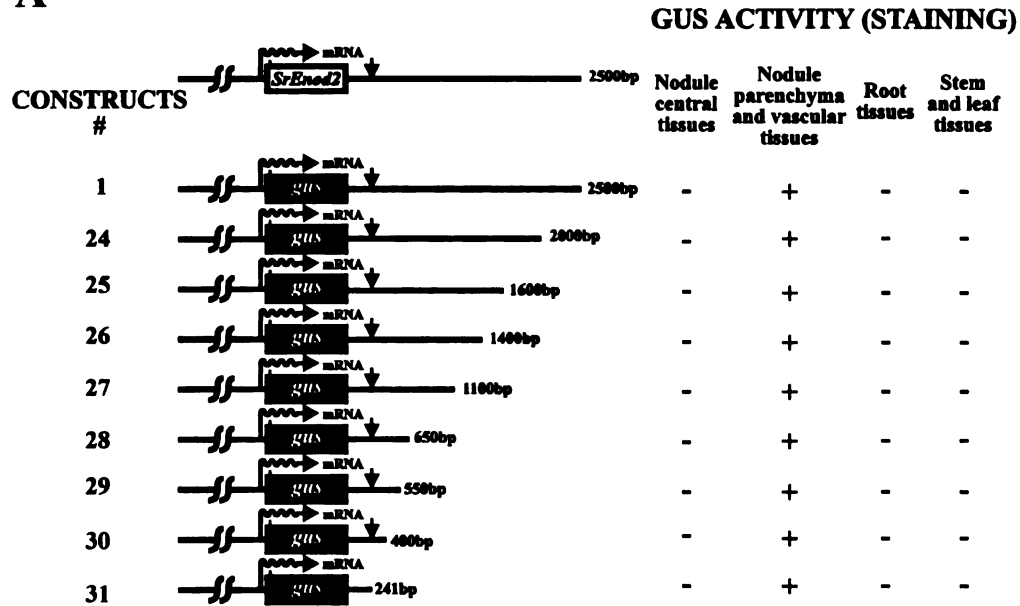 A
GUS ACTIVITY (STAINING)
mRNA
SrEnod2
2500bp
CONSTRUCTS
#
Nodule
central
tissues
Nodule
parenchyma
and vascular
tissues
Root
tissues
Stem
and leaf
tissues
mRNA
1 gus 2500bp - + - -
mRNA
24 gus 2000bp - + - -
mRNA
25 gus 1600bp - + - -
mRNA
26 gus 1400bp - + - -
mRNA
27 gus 1100bp - + - -
mRNA
28 gus 650bp - + - -
mRNA
29 gus 550bp - + - -
mRNA
30 gus 400bp - + - -
mRNA
31 gus 241bp - + - -